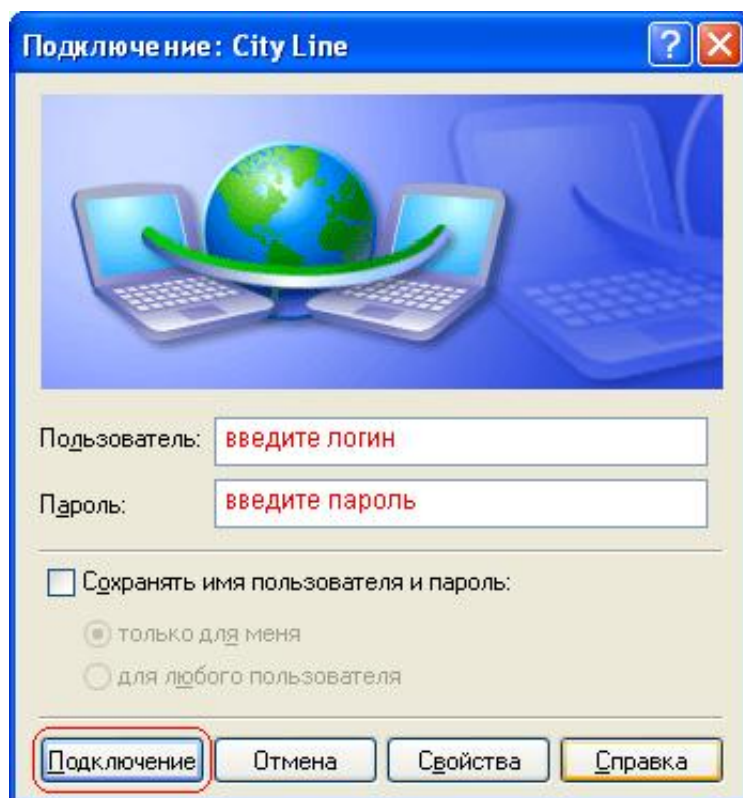 Подключение: City Line
Пользователь: введите логин
Пароль: введите пароль
Сохранять имя пользователя и пароль:
только для меня
для любого пользователя
Подключение Отмена Свойства Справка